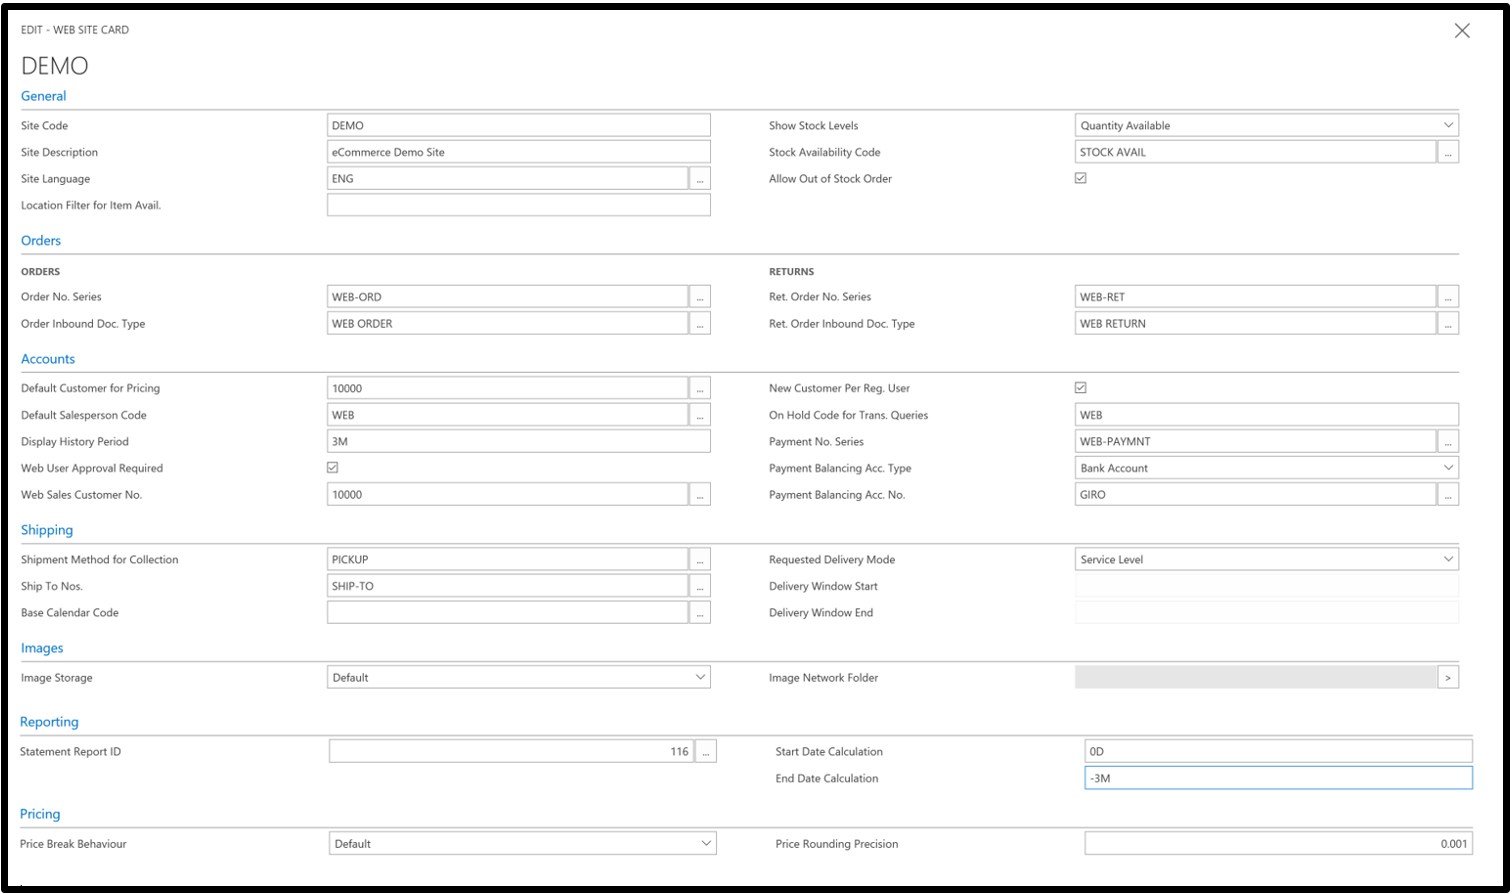 EDIT - WEB SITE CARD
DEMO
General
Site Code DEMO Show Stock Levels Quantity Available
Site Description eCommerce Demo Site Stock Availability Code STOCK AVAIL ...
Site Language ENG ... Allow Out of Stock Order
Location Filter for Item Avail.
Orders
ORDERS RETURNS
Order No. Series WEB-ORD ... Ret. Order No. Series WEB-RET ...
Order Inbound Doc. Type WEB ORDER ... Ret. Order Inbound Doc. Type WEB RETURN ...
Accounts
Default Customer for Pricing 10000 ... New Customer Per Reg. User
Default Salesperson Code WEB ... On Hold Code for Trans. Queries WEB
Display History Period 3M Payment No. Series WEB-PAYMNT ...
Web User Approval Required Payment Balancing Acc. Type Bank Account
Web Sales Customer No. 10000 ... Payment Balancing Acc. No. GIRO ...
Shipping
Shipment Method for Collection PICKUP ... Requested Delivery Mode Service Level
Ship To Nos. SHIP-TO ... Delivery Window Start
Base Calendar Code ... Delivery Window End
Images
Image Storage Default Image Network Folder >
Reporting
Statement Report ID 116 ... Start Date Calculation 0D
End Date Calculation -3M
Pricing
Price Break Behaviour Default Price Rounding Precision 0.001